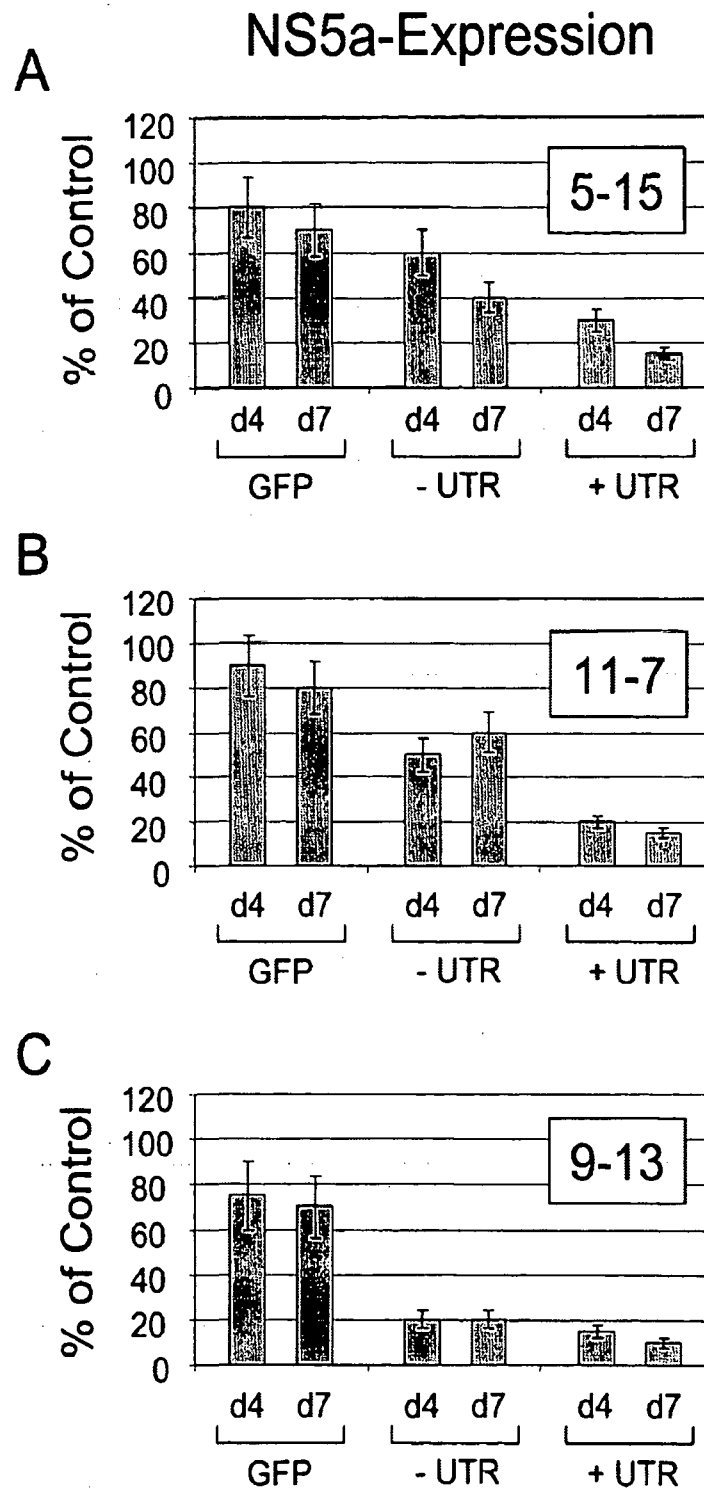 NS5a-Expression
A
% of Control
120
100
80
60
40
20
0
5-15
d4 d7 d4 d7 d4 d7
GFP - UTR + UTR
B
% of Control
120
100
80
60
40
20
0
11-7
d4 d7 d4 d7 d4 d7
GFP - UTR + UTR
C
% of Control
120
100
80
60
40
20
0
9-13
d4 d7 d4 d7 d4 d7
GFP - UTR + UTR